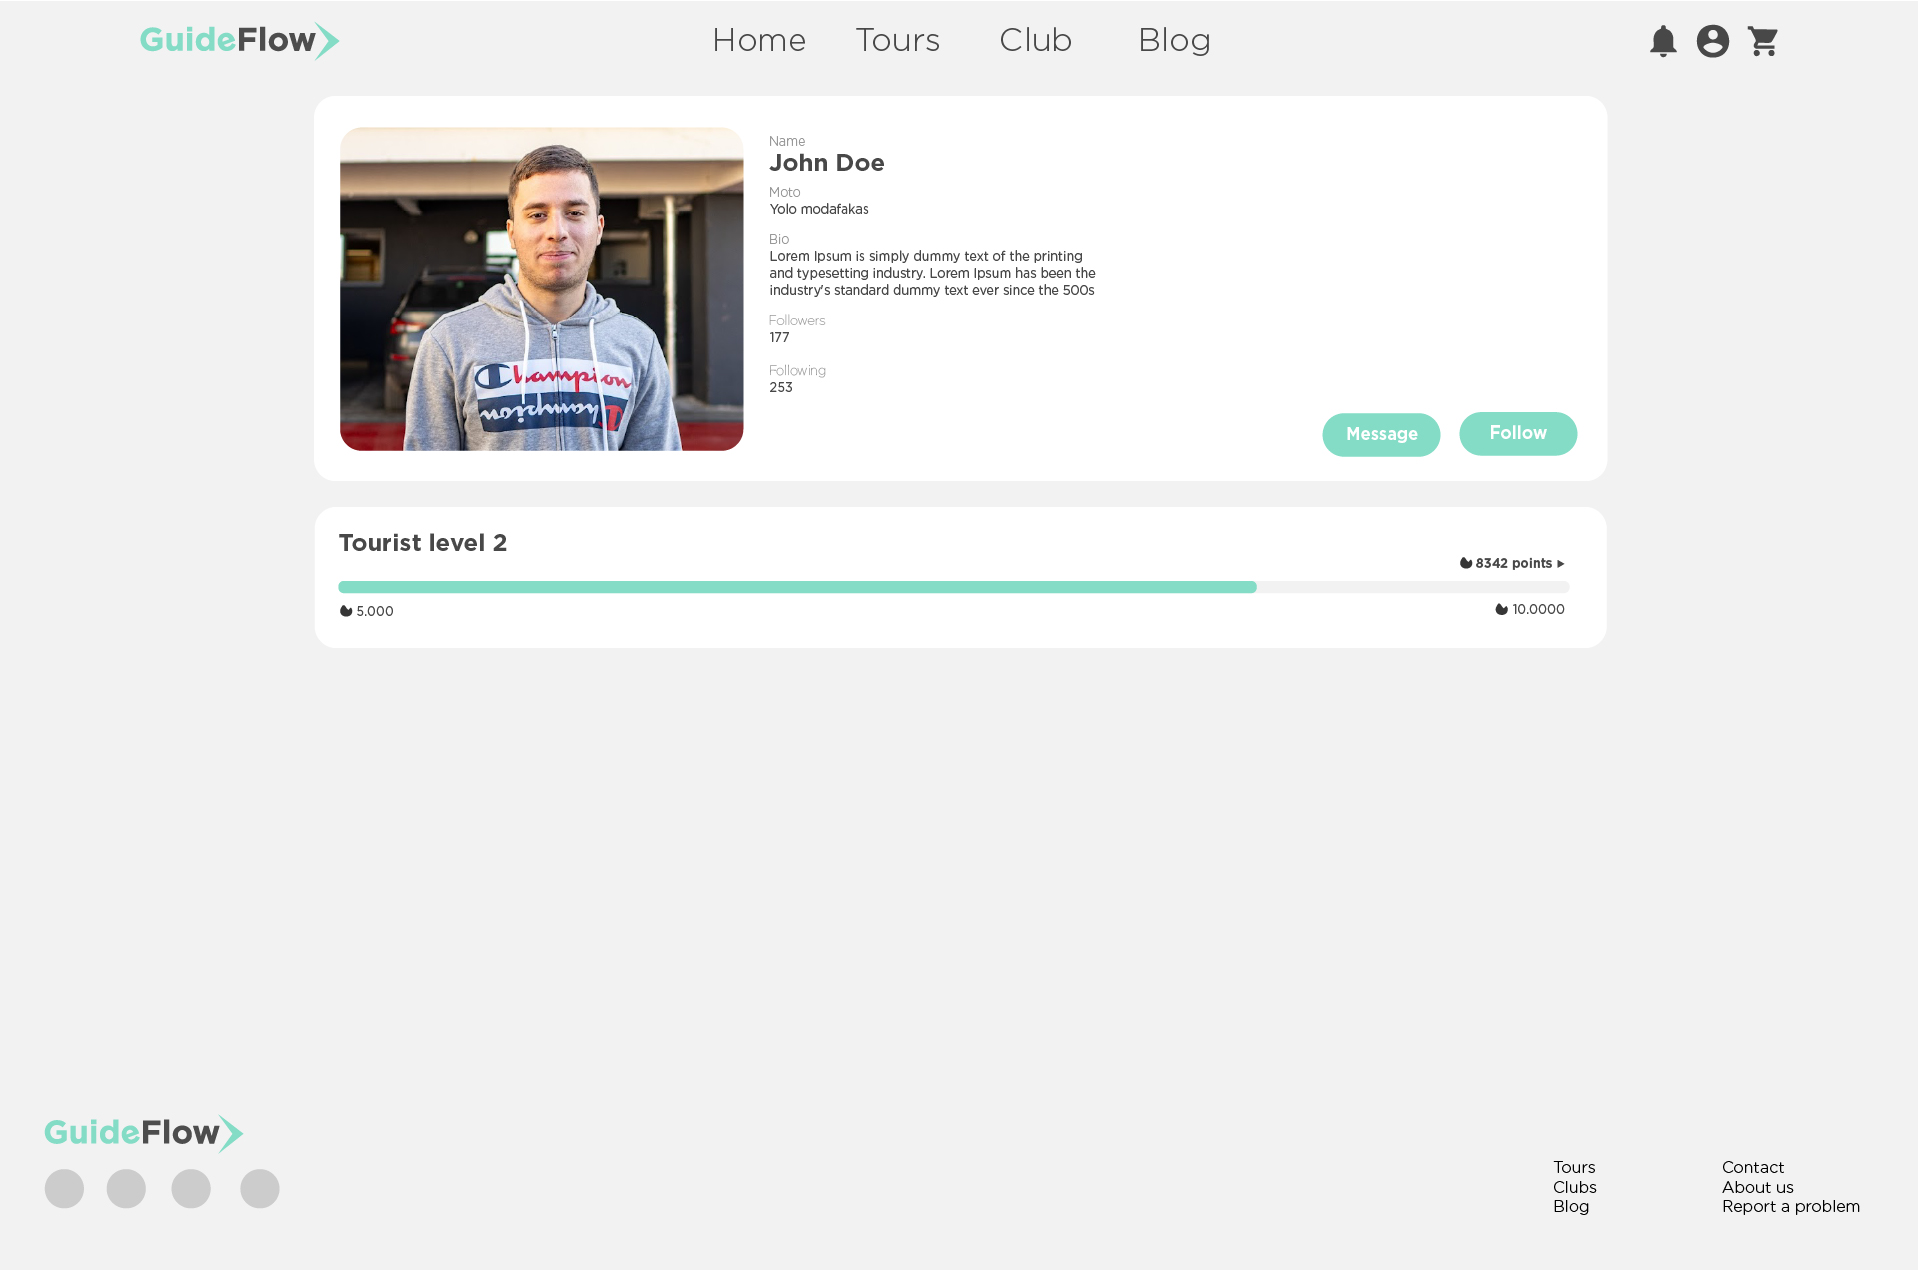 GuideFlow
Home Tours Club Blog
Name
John Doe
Moto
Yolo modafakas
Bio
Lorem Ipsum is simply dummy text of the printing
and typesetting industry. Lorem Ipsum has been the
industry's standard dummy text ever since the 500s
Followers
177
Following
253
Champion
Champion
Message Follow
Tourist level 2
8342 points
5.000 10.0000
GuideFlow
Tours Contact
Clubs About us
Blog Report a problem